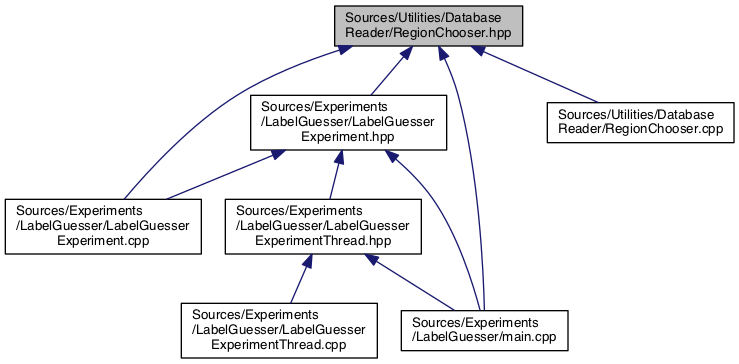 Sources/Utilities/Database
Reader/RegionChooser.hpp
Sources/Experiments
/LabelGuesser/LabelGuesser
Experiment.hpp
Sources/Utilities/Database
Reader/RegionChooser.cpp
Sources/Experiments
/LabelGuesser/LabelGuesser
Experiment.cpp
Sources/Experiments
/LabelGuesser/LabelGuesser
ExperimentThread.hpp
Sources/Experiments
/LabelGuesser/LabelGuesser
ExperimentThread.cpp
Sources/Experiments
/LabelGuesser/main.cpp